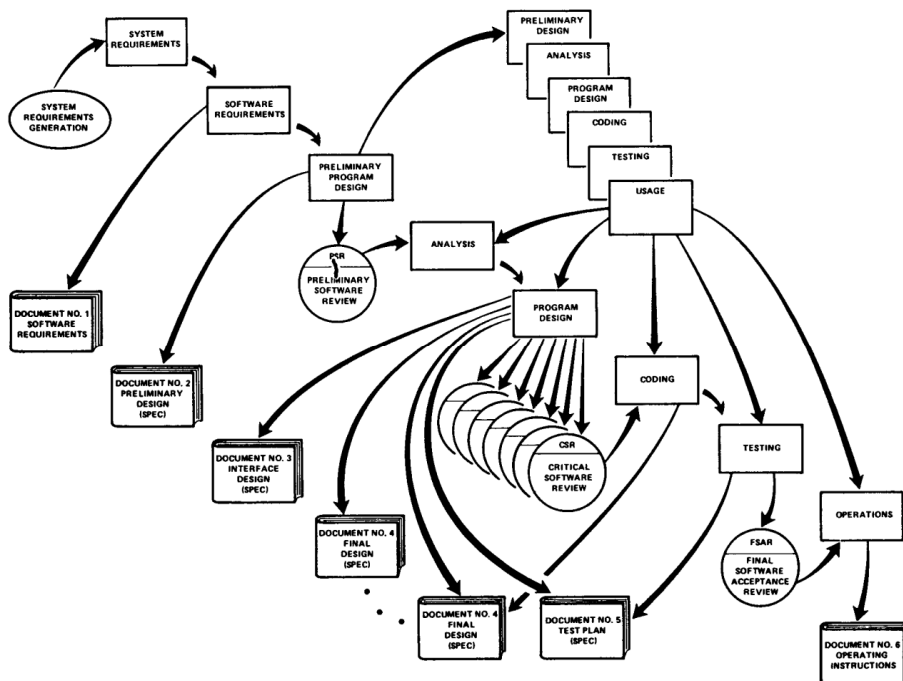 SYSTEM
REQUIREMENTS
SYSTEM
REQUIREMENTS
GENERATION
SOFTWARE
REQUIREMENTS
PRELIMINARY
PROGRAM
DESIGN
PRELIMINARY
DESIGN
ANALYSIS
PROGRAM
DESIGN
CODING
TESTING
USAGE
PSR
PRELIMINARY
SOFTWARE
REVIEW
ANALYSIS
PROGRAM
DESIGN
DOCUMENT NO. 1
SOFTWARE
REQUIREMENTS
DOCUMENT NO. 2
PRELIMINARY
DESIGN
(SPEC)
DOCUMENT NO. 3
INTERFACE
DESIGN
(SPEC)
DOCUMENT NO. 4
FINAL
DESIGN
(SPEC)
DOCUMENT NO. 4
FINAL
DESIGN
(SPEC)
DOCUMENT NO. 5
TEST PLAN
(SPEC)
CSR
CRITICAL
SOFTWARE
REVIEW
CODING
TESTING
FSAR
FINAL
SOFTWARE
ACCEPTANCE
REVIEW
OPERATIONS
DOCUMENT NO. 6
OPERATING
INSTRUCTIONS